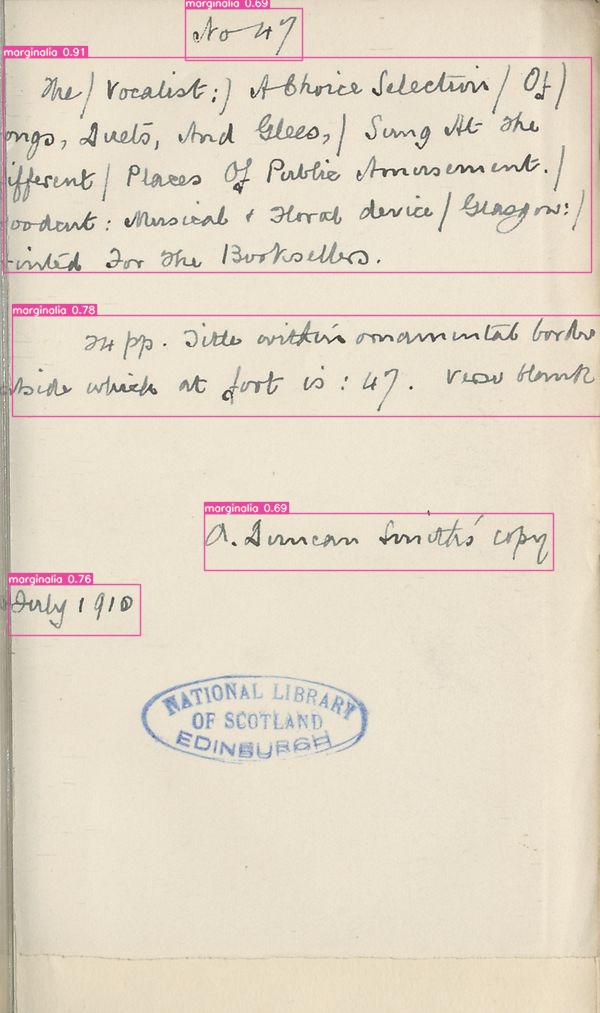 No 47
The / Vocalist: / A Choice Selection / Of /
ongs, Duets, And Glees, / Sung At The
ifferent / Places Of Public Amusement. /
oodcut: Musical & Floral device / Glasgow: /
rinted For The Booksellers.
24 pp. Title within ornamental border
tside which at foot is: 47. Verso blank
A. Duncan Smith's copy
July 1910
NATIONAL LIBRARY
OF SCOTLAND
EDINBURGH
marginalia 0.69
marginalia 0.91
marginalia 0.78
marginalia 0.69
marginalia 0.76